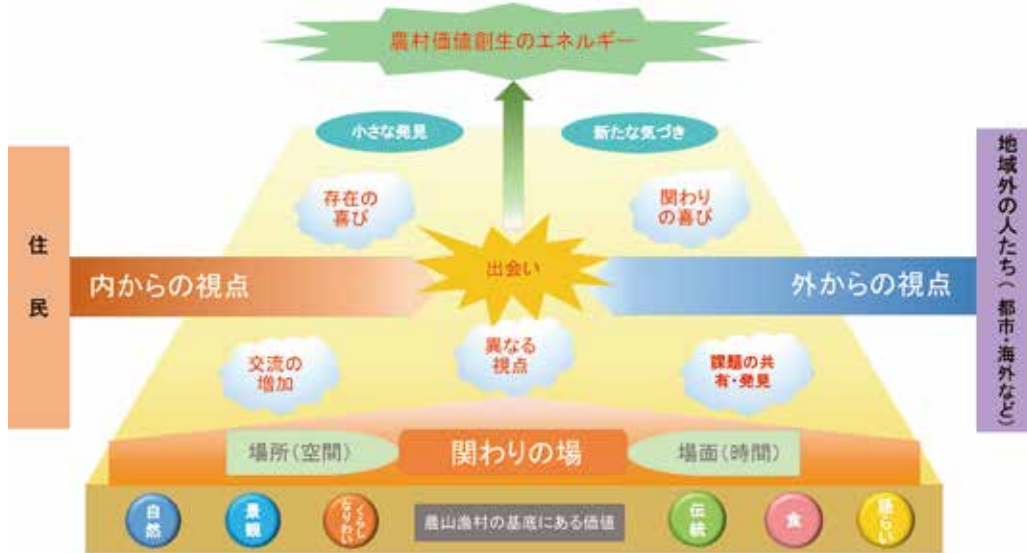 農村価値創生のエネルギー
小さな発見
新たな気づき
存在の
喜び
関わり
の喜び
住民
内からの視点
出会い
外からの視点
地域外の人たち(都市・海外など)
交流の
増加
異なる
視点
課題の共
有・発見
場所(空間)
関わりの場
場面(時間)
自然
景観
くらし
なりわい
農山漁村の基底にある価値
伝統
食
語らい